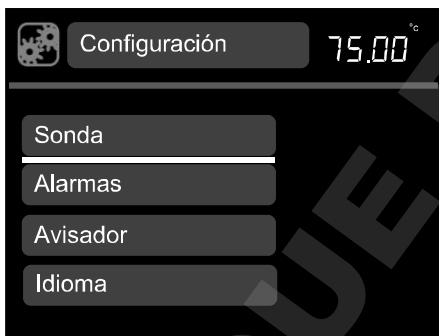 Configuración
75.00 °c
Sonda
Alarmas
Avisador
Idioma